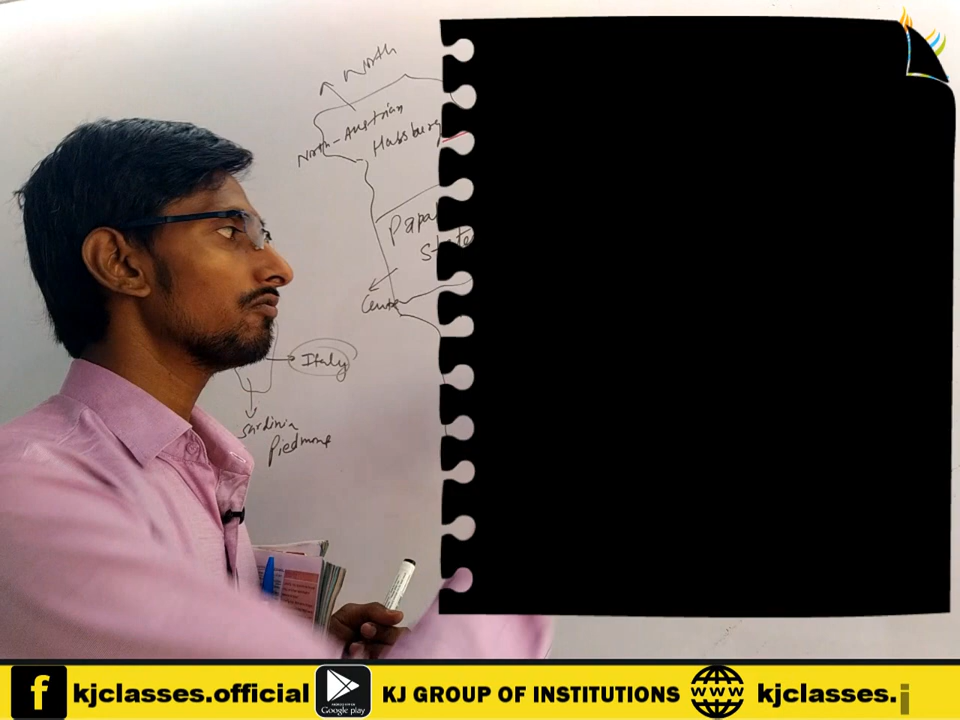 North
North-Austrian
Habsburg
Papal
State
Centre
Italy
Sardinia
Piedmont
f kjclasses.official
Google play
KJ GROUP OF INSTITUTIONS
www
kjclasses.